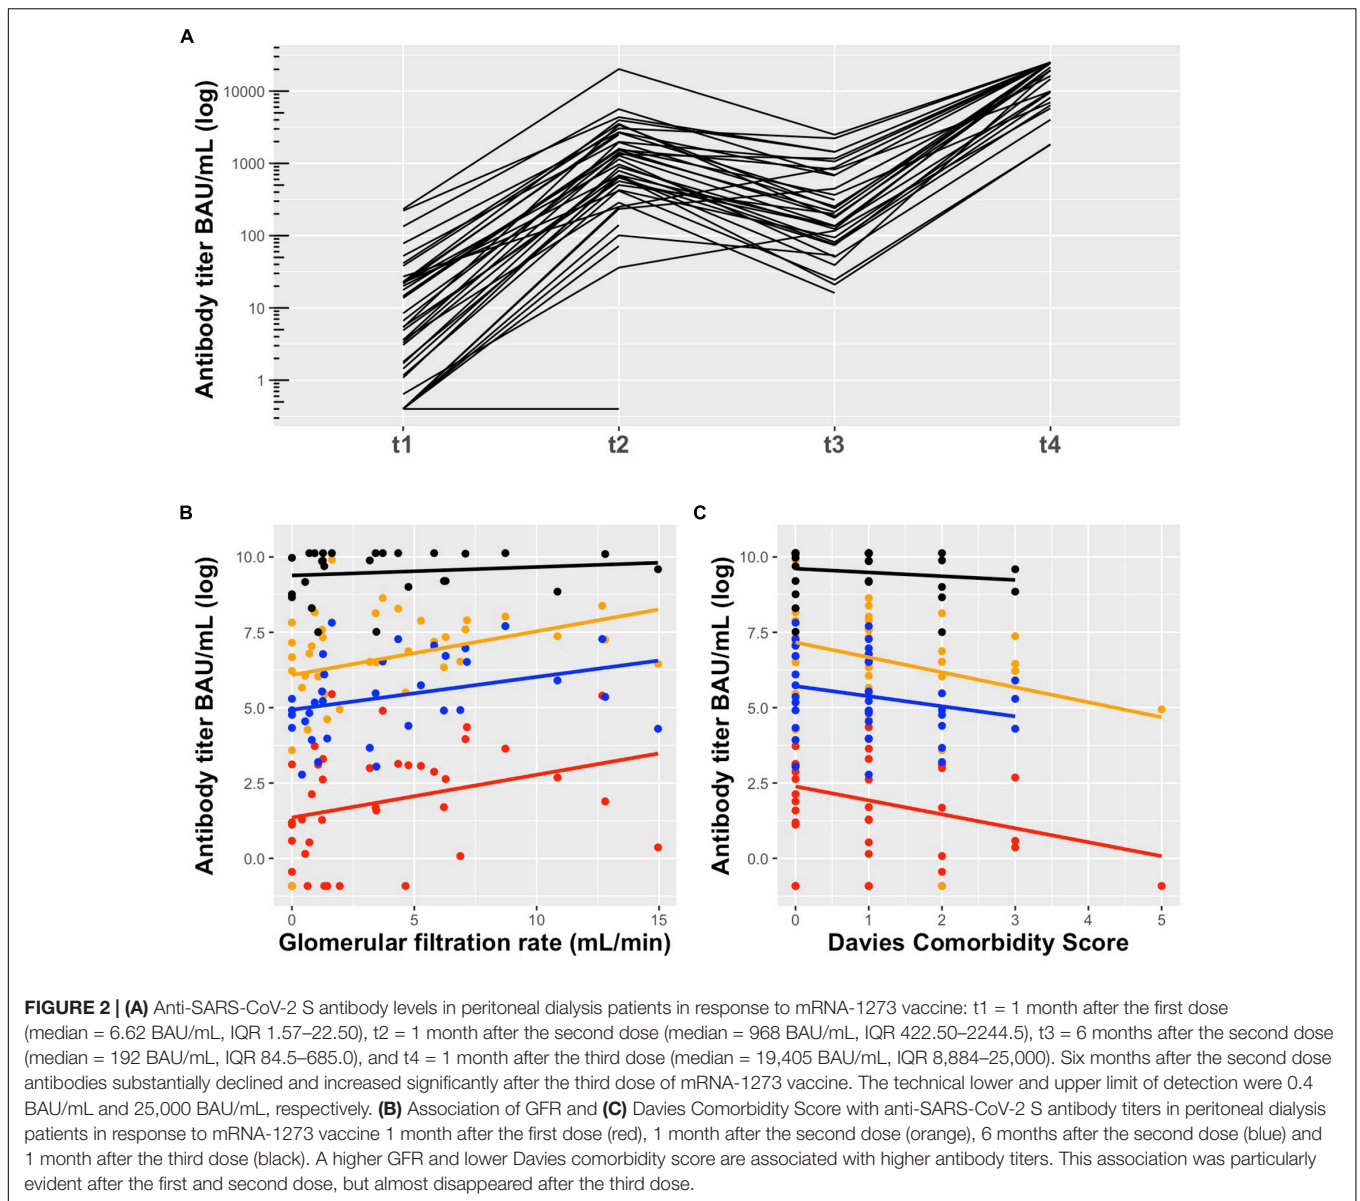 A
Antibody titer BAU/mL (log)
10000
1000
100
10
1
t1 t2 t3 t4
B
Antibody titer BAU/mL (log)
10.0
7.5
5.0
2.5
0.0
0 5 10 15
Glomerular filtration rate (mL/min)
C
Antibody titer BAU/mL (log)
10.0
7.5
5.0
2.5
0.0
0 1 2 3 4 5
Davies Comorbidity Score
FIGURE 2 | (A) Anti-SARS-CoV-2 S antibody levels in peritoneal dialysis patients in response to mRNA-1273 vaccine: t1 = 1 month after the first dose
(median = 6.62 BAU/mL, IQR 1.57–22.50), t2 = 1 month after the second dose (median = 968 BAU/mL, IQR 422.50–2244.5), t3 = 6 months after the second dose
(median = 192 BAU/mL, IQR 84.5–685.0), and t4 = 1 month after the third dose (median = 19,405 BAU/mL, IQR 8,884–25,000). Six months after the second dose
antibodies substantially declined and increased significantly after the third dose of mRNA-1273 vaccine. The technical lower and upper limit of detection were 0.4
BAU/mL and 25,000 BAU/mL, respectively. (B) Association of GFR and (C) Davies Comorbidity Score with anti-SARS-CoV-2 S antibody titers in peritoneal dialysis
patients in response to mRNA-1273 vaccine 1 month after the first dose (red), 1 month after the second dose (orange), 6 months after the second dose (blue) and
1 month after the third dose (black). A higher GFR and lower Davies comorbidity score are associated with higher antibody titers. This association was particularly
evident after the first and second dose, but almost disappeared after the third dose.